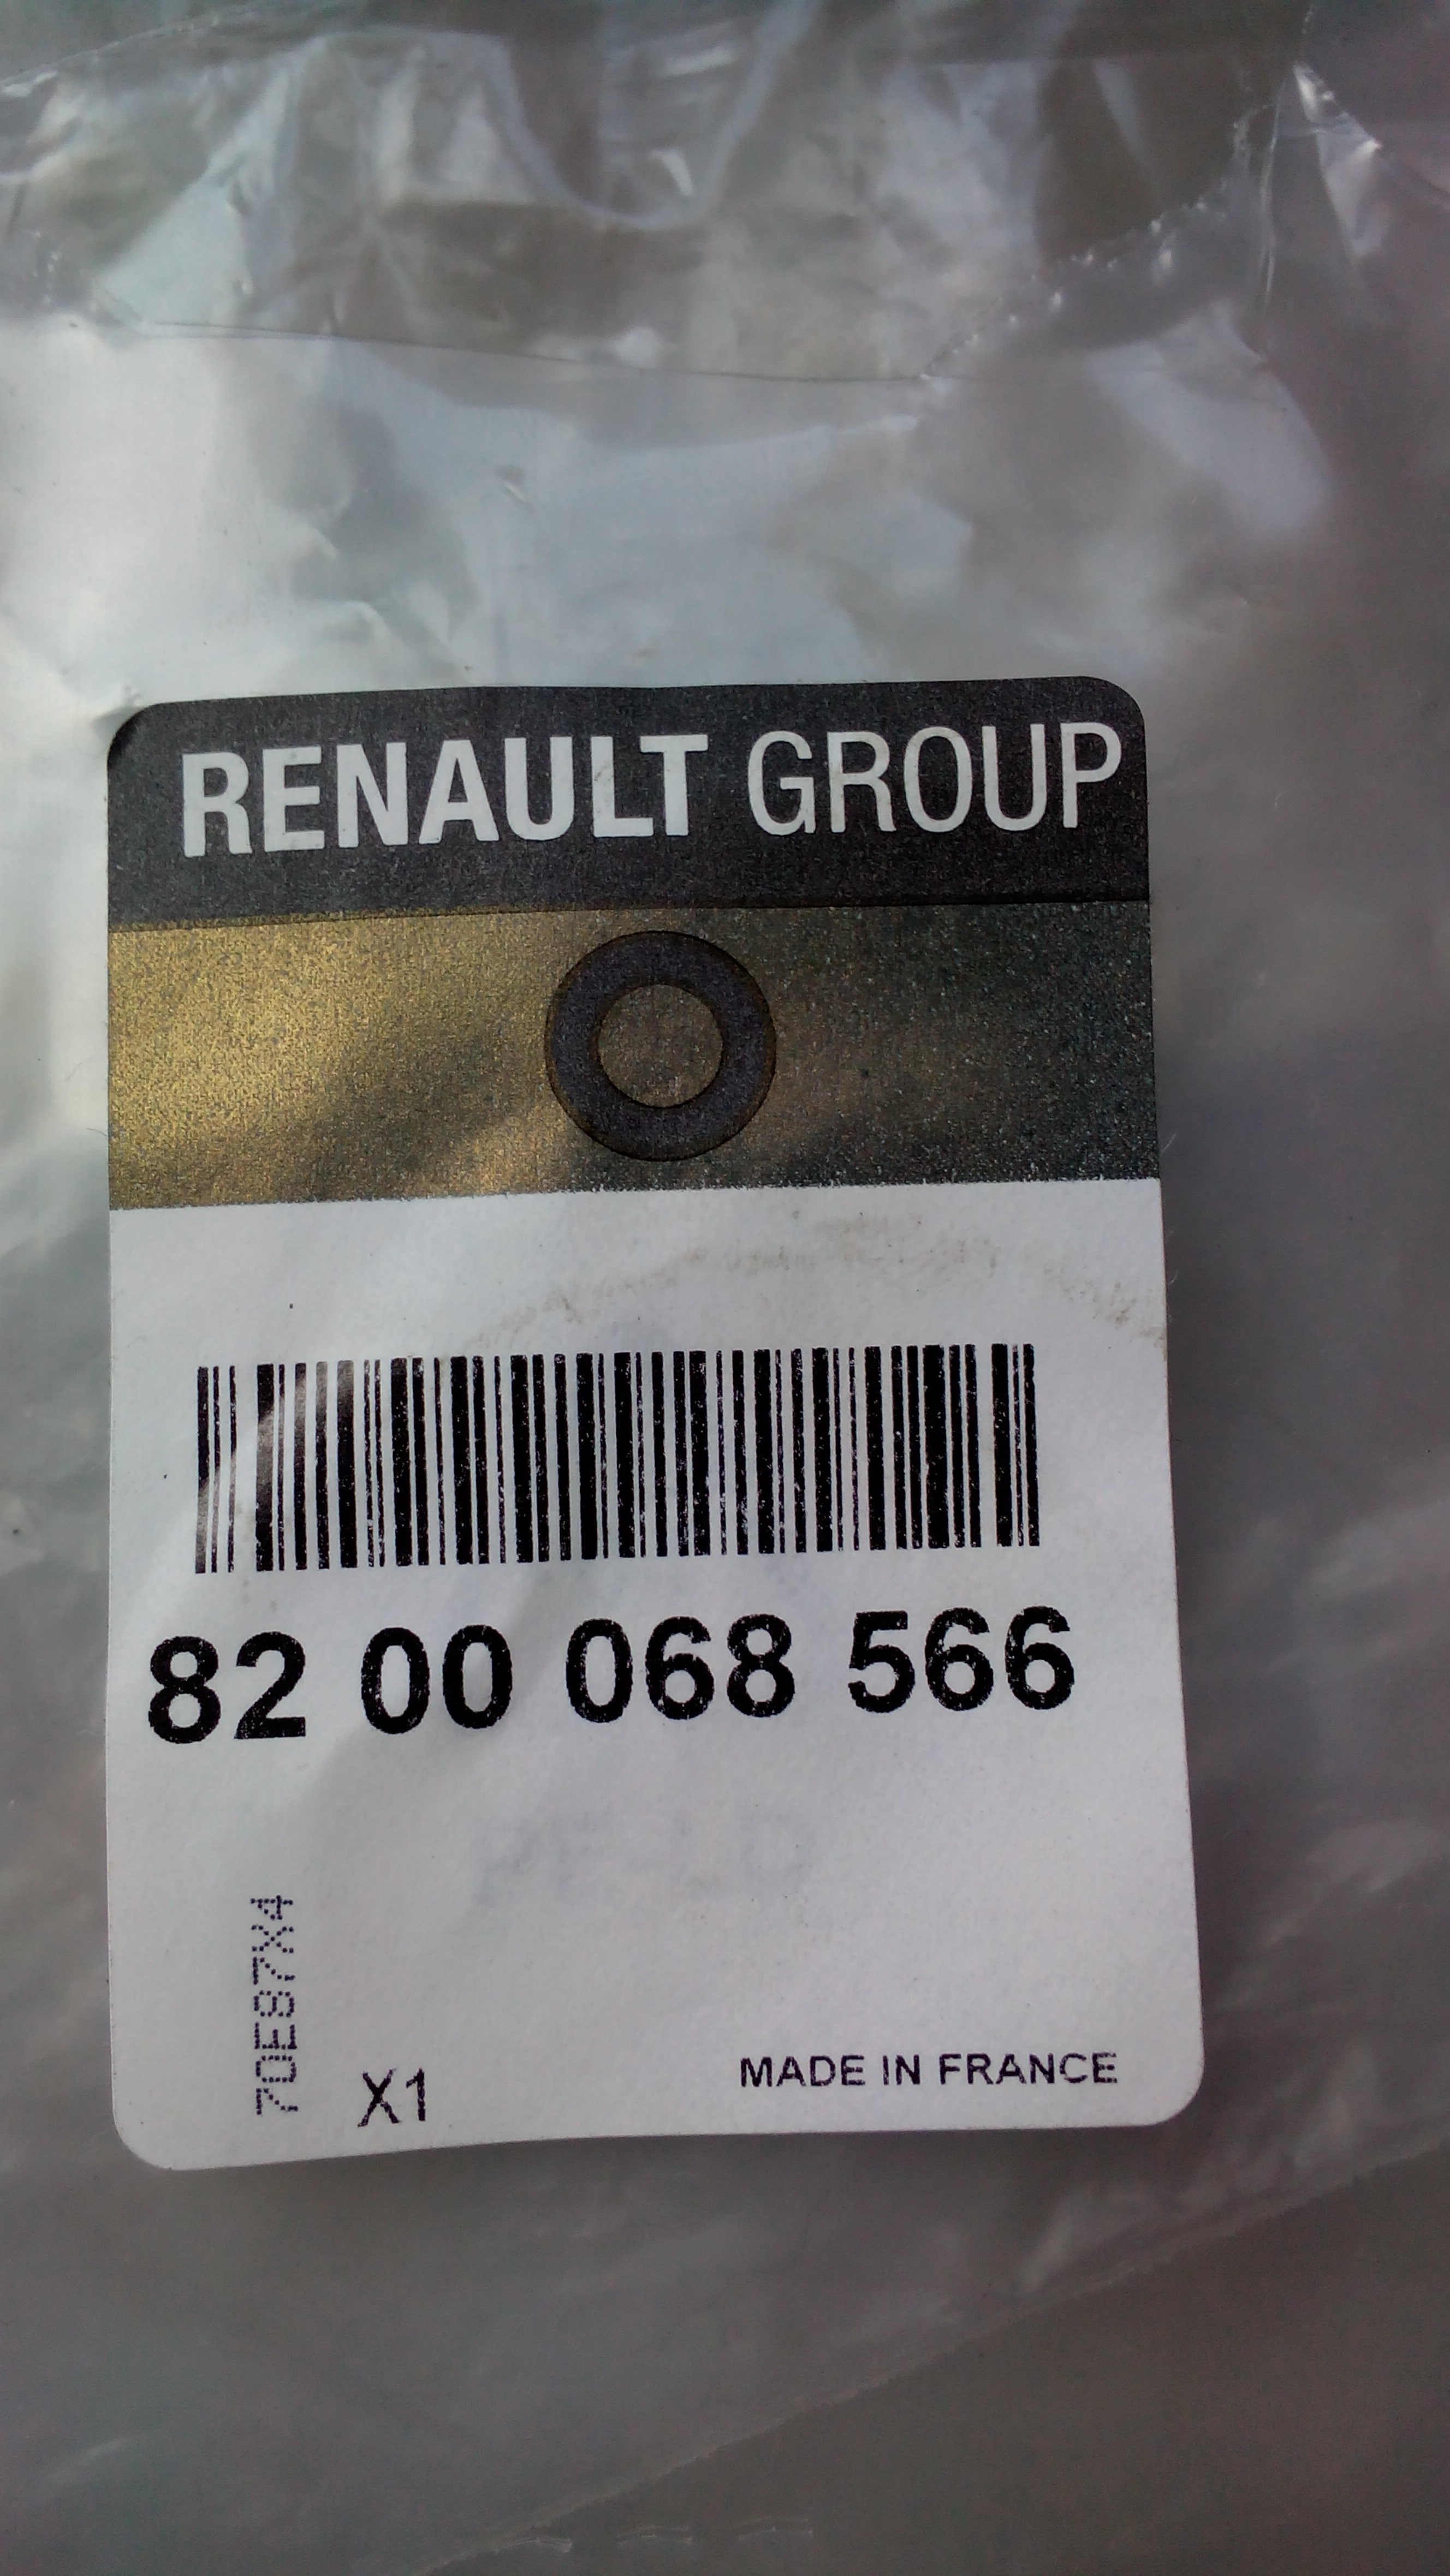 RENAULT GROUP
82 00 068 566
70E87X4
X1
MADE IN FRANCE